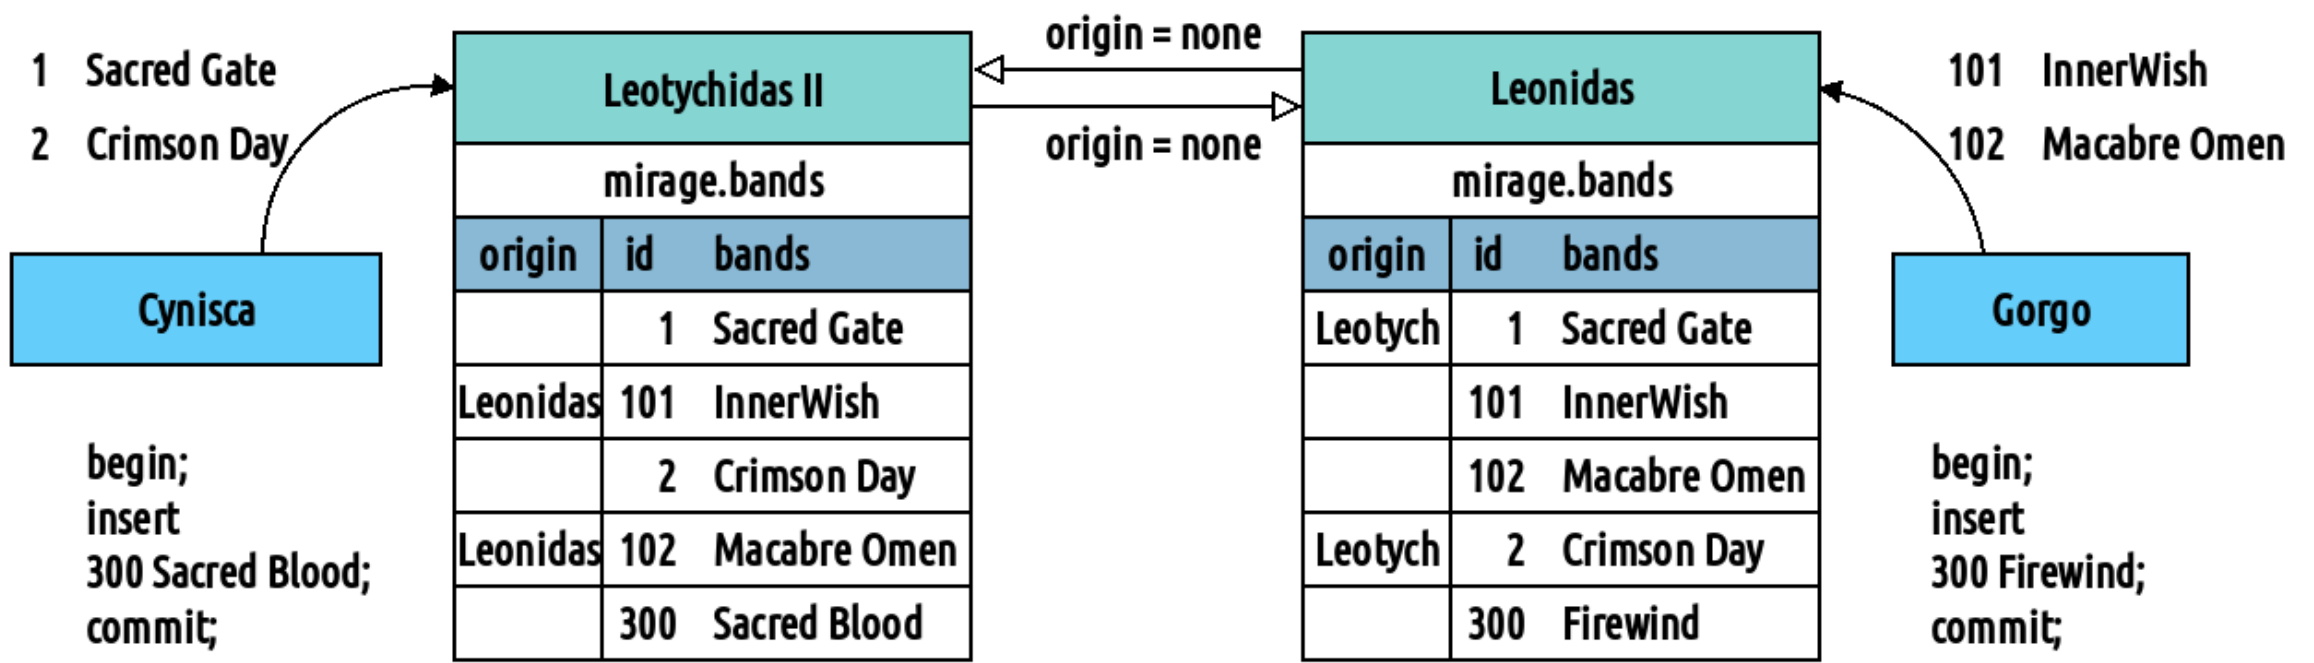 1 Sacred Gate
2 Crimson Day
Cynisca
begin;
insert
300 Sacred Blood;
commit;
Leotychidas II
mirage.bands
origin id bands
1 Sacred Gate
Leonidas 101 InnerWish
2 Crimson Day
Leonidas 102 Macabre Omen
300 Sacred Blood
origin = none
origin = none
Leonidas
mirage.bands
origin id bands
Leotych 1 Sacred Gate
101 InnerWish
102 Macabre Omen
Leotych 2 Crimson Day
300 Firewind
101 InnerWish
102 Macabre Omen
Gorgo
begin;
insert
300 Firewind;
commit;